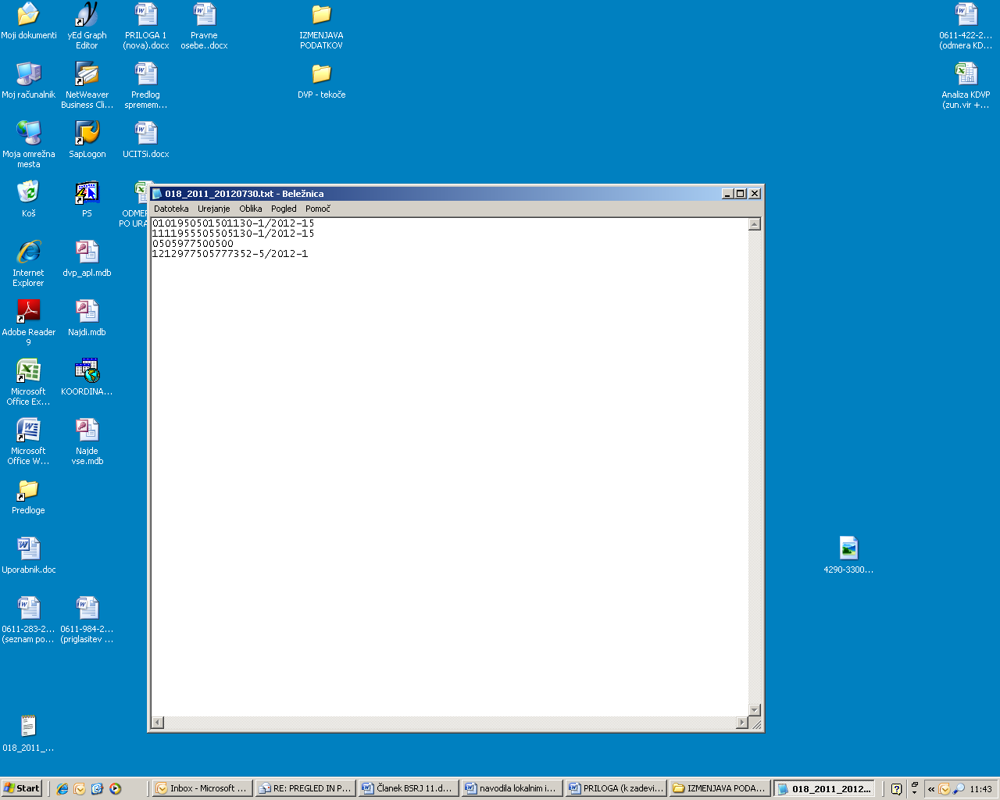 Moji dokumenti
yEd Graph
Editor
PRILOGA 1
(nova).docx
Pravne
osebe..docx
IZMENJAVA
PODATKOV
0611-422-2...
(odmera KD...
Moj računalnik
NetWeaver
Business Cli...
Predlog
spremem...
DVP - tekoče
Analiza KDVP
(zun.vir +...
Moja omrežna
mesta
SapLogon
UCITSi.docx
Koš
PS
ODMER
PO URA
018_2011_20120730.txt - Beležnica
Datoteka Urejanje Oblika Pogled Pomoč
0101950501501130-1/2012-15
1111955505505130-1/2012-15
0505977500500
1212977505777352-5/2012-1
Internet
Explorer
dvp_apl.mdb
Adobe Reader
9
Najdi.mdb
Microsoft
Office Ex...
KOORDINA...
Microsoft
Office W...
Najde
vse.mdb
Predloge
Uporabnik.doc
4290-3300...
0611-283-2...
(seznam po...
0611-984-2...
(priglasitev ...
018_2011_...
Start
Inbox - Microsoft ...
RE: PREGLED IN P...
Članek BSRJ 11.d...
navodila lokalnim i...
PRILOGA (k zadevi...
IZMENJAVA PODA...
018_2011_2012...
11:43